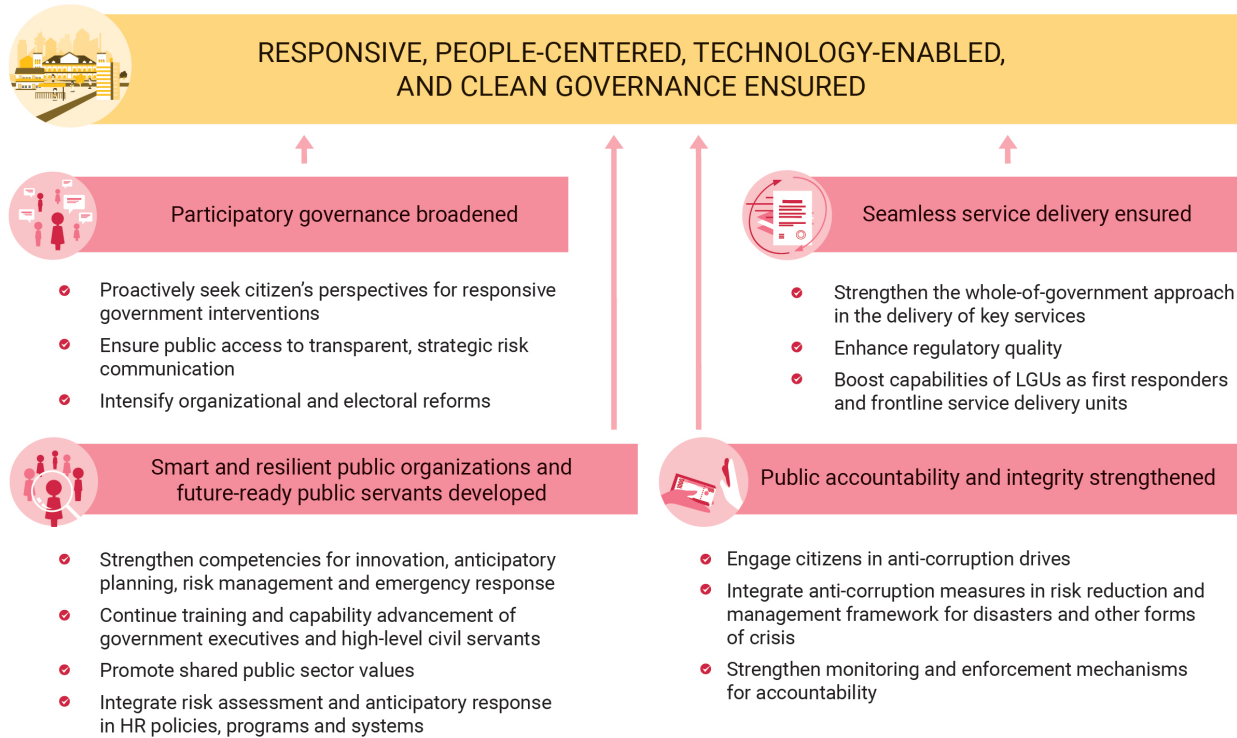 RESPONSIVE, PEOPLE-CENTERED, TECHNOLOGY-ENABLED,
AND CLEAN GOVERNANCE ENSURED
Participatory governance broadened
Proactively seek citizen's perspectives for responsive
government interventions
Ensure public access to transparent, strategic risk
communication
Intensify organizational and electoral reforms
Seamless service delivery ensured
Strengthen the whole-of-government approach
in the delivery of key services
Enhance regulatory quality
Boost capabilities of LGUs as first responders
and frontline service delivery units
Smart and resilient public organizations and
future-ready public servants developed
Strengthen competencies for innovation, anticipatory
planning, risk management and emergency response
Continue training and capability advancement of
government executives and high-level civil servants
Promote shared public sector values
Integrate risk assessment and anticipatory response
in HR policies, programs and systems
Public accountability and integrity strengthened
Engage citizens in anti-corruption drives
Integrate anti-corruption measures in risk reduction and
management framework for disasters and other forms
of crisis
Strengthen monitoring and enforcement mechanisms
for accountability